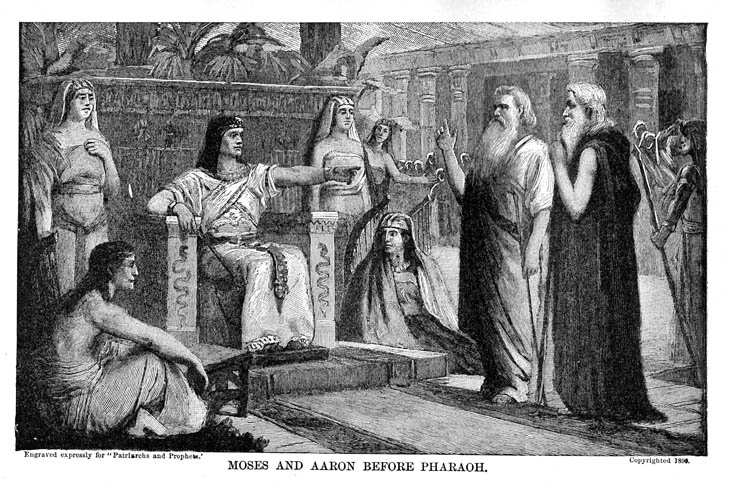 Engraved expressly for "Patriarchs and Prophets.'
Copyrighted 1890.
MOSES AND AARON BEFORE PHARAOH.